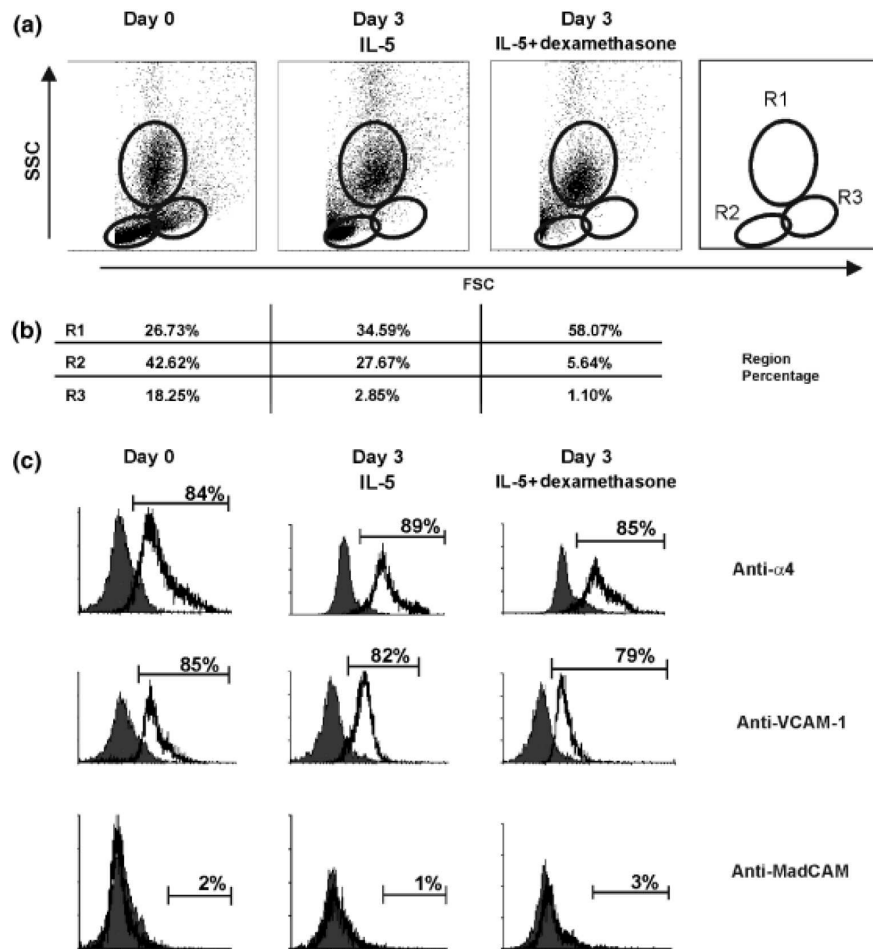 (a) Day 0 Day 3 Day 3
IL-5 IL-5+dexamethasone
SSC
R1
R2 R3
FSC
(b)
R1 26.73% 34.59% 58.07%
R2 42.62% 27.67% 5.64%
R3 18.25% 2.85% 1.10%
Region
Percentage
(c) Day 0 Day 3 Day 3
IL-5 IL-5+dexamethasone
84% 89% 85%
Anti-α4
85% 82% 79%
Anti-VCAM-1
2% 1% 3%
Anti-MadCAM